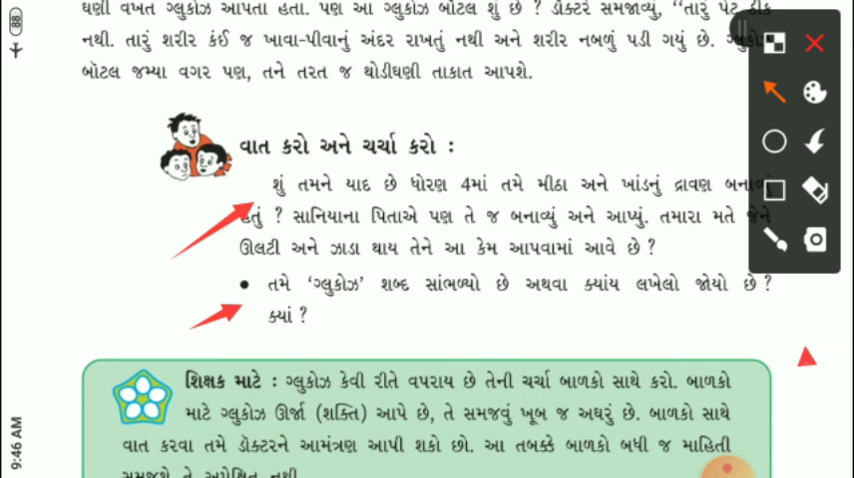 ઘણી વખત ગ્લુકોઝ આપતા હતા. પણ આ ગ્લુકોઝ બૉટલ શું છે ? ડૉક્ટરે સમજાવ્યું, “તારું પેટ ઠીક
નથી. તારું શરીર કંઈ જ ખાવા-પીવાનું અંદર રાખતું નથી અને શરીર નબળું પડી ગયું છે. ગ્લુકોઝ
બૉટલ જમ્યા વગર પણ, તને તરત જ થોડીઘણી તાકાત આપશે.
વાત કરો અને ચર્ચા કરો :
શું તમને યાદ છે ધોરણ 4માં તમે મીઠા અને ખાંડનું દ્રાવણ બનાવ્યું
હતું ? સાનિયાના પિતાએ પણ તે જ બનાવ્યું અને આપ્યું. તમારા મતે જેને
ઊલટી અને ઝાડા થાય તેને આ કેમ આપવામાં આવે છે ?
• તમે ‘ગ્લુકોઝ’ શબ્દ સાંભળ્યો છે અથવા ક્યાંય લખેલો જોયો છે ?
ક્યાં ?
શિક્ષક માટે : ગ્લુકોઝ કેવી રીતે વપરાય છે તેની ચર્ચા બાળકો સાથે કરો. બાળકો
માટે ગ્લુકોઝ ઊર્જા (શક્તિ) આપે છે, તે સમજવું ખૂબ જ અઘરું છે. બાળકો સાથે
વાત કરવા તમે ડૉક્ટરને આમંત્રણ આપી શકો છો. આ તબક્કે બાળકો બધી જ માહિતી
સમજશે તે અપેક્ષિત નથી.
88
9:46 AM